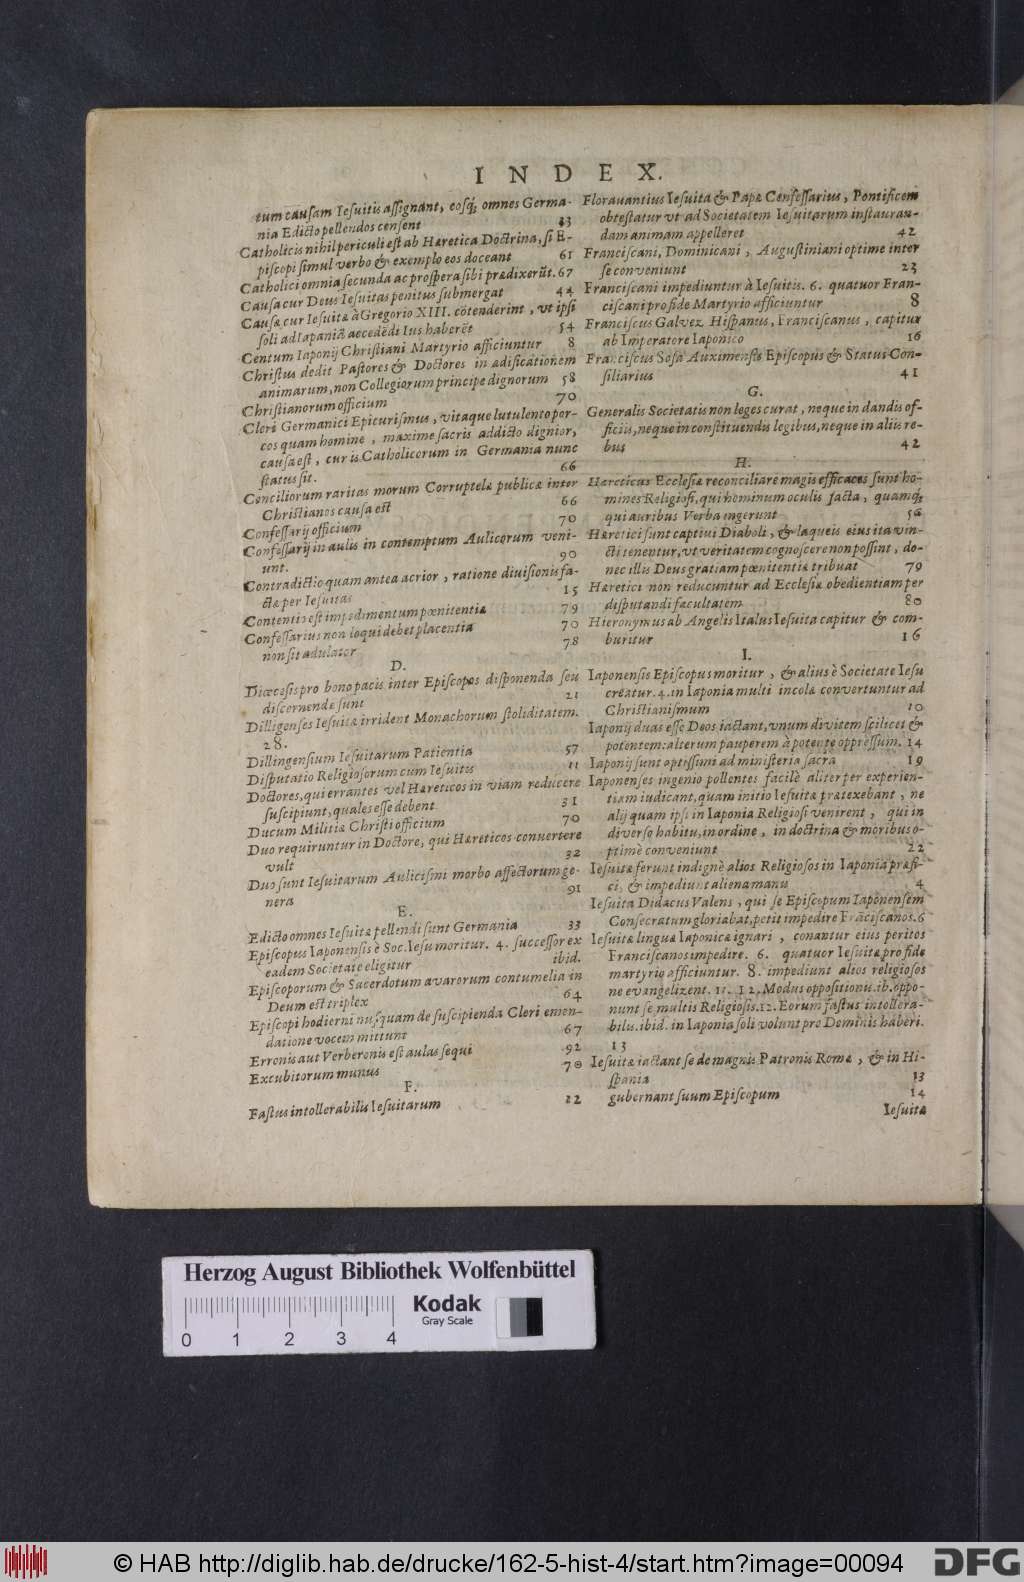 INDEX.
tum causam Iesuitis assignant, eosq́; omnes Germa-
nia Edicto pellendos censent 33
Catholicis nihil periculi est ab Hæretica Doctrina, si E-
piscopi simul verbo & exemplo eos doceant 61
Catholici omnia secunda ac prospera sibi prædixerūt. 67
Causa cur Deus Iesuitas penitus submergat 44
Causæ cur Iesuitæ à Gregorio XIII. cōtenderint, vt ipsi
soli ad Iapaniā accedēdi Ius haberēt 54
Centum Iaponij Christiani Martyrio afficiuntur 8
Christus dedit Pastores & Doctores in ædificationem
animarum, non Collegiorum principe dignorum 58
Christianorum officium 70
Cleri Germanici Epicurismus, vitaque lutulento por-
cos quam homine, maxime sacris addicto dignior,
causa est, cur is Catholicorum in Germania nunc
status sit. 66
Conciliorum raritas morum Corruptelæ publicæ inter
Christianos causa est 66
Confessarij officium 70
Confessarij in aulis in contemptum Aulicorum veni-
unt. 90
Contradictio quam antea acrior, ratione divisionis fa-
ctæ per Iesuitas 15
Contentio est impedimentum pœnitentiæ 79
Confessarius non loqui debet placentia 70
non sit adulator 78
D.
Diœcesis pro bono pacis inter Episcopos disponenda seu
discernendæ sunt 21
Dilligenses Iesuitæ irrident Monachorum stoliditatem.
28.
Dillingensium Iesuitarum Patientia 57
Disputatio Religiosorum cum Iesuitis 11
Doctores, qui errantes vel Hæreticos in viam reducere
suscipiunt, quales esse debent 31
Ducum Militiæ Christi officium 70
Duo requiruntur in Doctore, qui Hæreticos convertere
vult 32
Duo sunt Iesuitarum Aulicismi morbo affectorum ge-
nera 91
E.
Edicto omnes Iesuitæ pellendi sunt Germania 33
Episcopus Iaponensis è Soc. Iesu moritur. 4. successor ex
eadem Societate eligitur ibid.
Episcoporum & Sacerdotum avarorum contumelia in
Deum est triplex 64
Episcopi hodierni nusquam de suscipienda Cleri emen-
datione vocem mittunt 67
Erronis aut Verberonis est aulas sequi 92
Excubitorum munus 70
F.
Fastus intollerabilis Iesuitarum 12
Floravantius Iesuita & Papæ Confessarius, Pontificem
obtestatur vt ad Societatem Iesuitarum instauran-
dam animam appelleret 42
Franciscani, Dominicani, Augustiniani optime inter
se conveniunt 23
Franciscani impediuntur à Iesuitis. 6. quatuor Fran-
ciscani pro fide Martyrio afficiuntur 8
Franciscus Galvez Hispanus, Franciscanus, capitur
ab Imperatore Iaponico 16
Franciscus Sosa Auximensis Episcopus & Status Con-
siliarius 41
G.
Generalis Societatis non leges curat, neque in dandis of-
ficiis, neque in constituendis legibus, neque in aliis re-
bus 42
H.
Hæreticus Ecclesiæ reconciliare magis efficaces sunt ho-
mines Religiosi, qui hominum oculis facta, quamq́;
qui auribus Verba ingerunt 56
Hæretici sunt captivi Diaboli, & laqueis eius ita vin-
cti tenentur, vt veritatem cognoscere non possint, do-
nec illis Deus gratiam pœnitentiæ tribuat 79
Hæretici non reducuntur ad Ecclesiæ obedientiam per
disputandi facultatem 80
Hieronymus ab Angelis Italus Iesuita capitur & com-
buritur 16
I.
Iaponensis Episcopus moritur, & alius è Societate Iesu
creatur. 4. in Iaponia multi incolæ convertuntur ad
Christianismum 10
Iaponij duas esse Deos iactant, vnum divitem scilicet &
potentem: alterum pauperem à potente oppressum. 14
Iaponij sunt optissimi ad ministeria sacra 19
Iaponenses ingenio pollentes facilè aliter per experien-
tiam iudicant, quam initio Iesuitæ prætexebant, ne
alij quam ipsi in Iaponia Religiosi venirent, qui in
diverso habitu, in ordine, in doctrina & moribus o-
ptimè conveniunt 22
Iesuitæ ferunt indignè alios Religiosos in Iaponia præfi-
ci, & impediunt aliena manu 4
Iesuita Didacus Valens, qui se Episcopum Iaponensem
Consecratum gloriabat, petit impedire Frāciscanos. 6
Iesuitæ linguæ Iaponicæ ignari, conantur eius peritos
Franciscanos impedire. 6. quatuor Iesuitæ pro fide
martyrio afficiuntur. 8. impediunt alios religiosos
ne evangelizent. 11. 12. Modus oppositionū. ib. oppo-
nunt se multis Religiosis. 12. Eorum fastus intollera-
bilis. ibid. in Iaponia soli volunt pro Dominis haberi.
13
Iesuitæ iactant se de magnis Patronis Romæ, & in Hi-
spania 13
gubernant suum Episcopum 14
Iesuitæ
Herzog August Bibliothek Wolfenbüttel
Kodak
Gray Scale
0 1 2 3 4
© HAB http://diglib.hab.de/drucke/162-5-hist-4/start.htm?image=00094
DFG